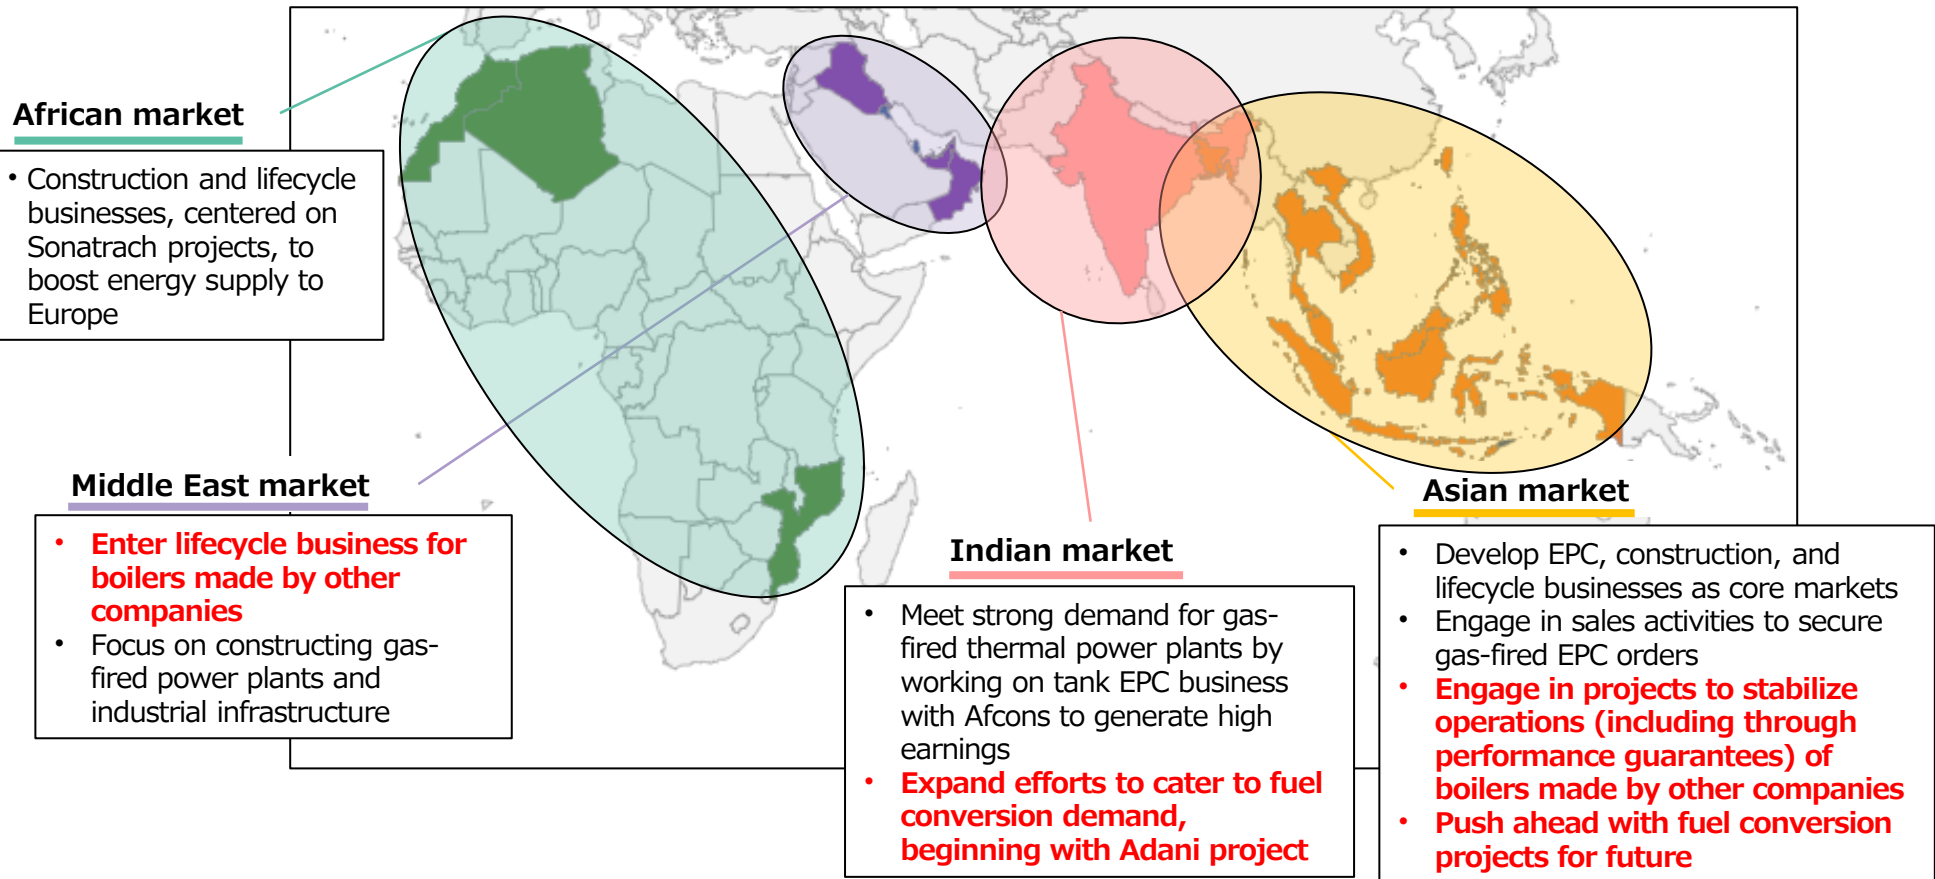 African market
• Construction and lifecycle
businesses, centered on
Sonatrach projects, to
boost energy supply to
Europe
Middle East market
• Enter lifecycle business for
boilers made by other
companies
• Focus on constructing gas-
fired power plants and
industrial infrastructure
Indian market
• Meet strong demand for gas-
fired thermal power plants by
working on tank EPC business
with Afcons to generate high
earnings
• Expand efforts to cater to fuel
conversion demand,
beginning with Adani project
Asian market
• Develop EPC, construction, and
lifecycle businesses as core markets
• Engage in sales activities to secure
gas-fired EPC orders
• Engage in projects to stabilize
operations (including through
performance guarantees) of
boilers made by other companies
• Push ahead with fuel conversion
projects for future